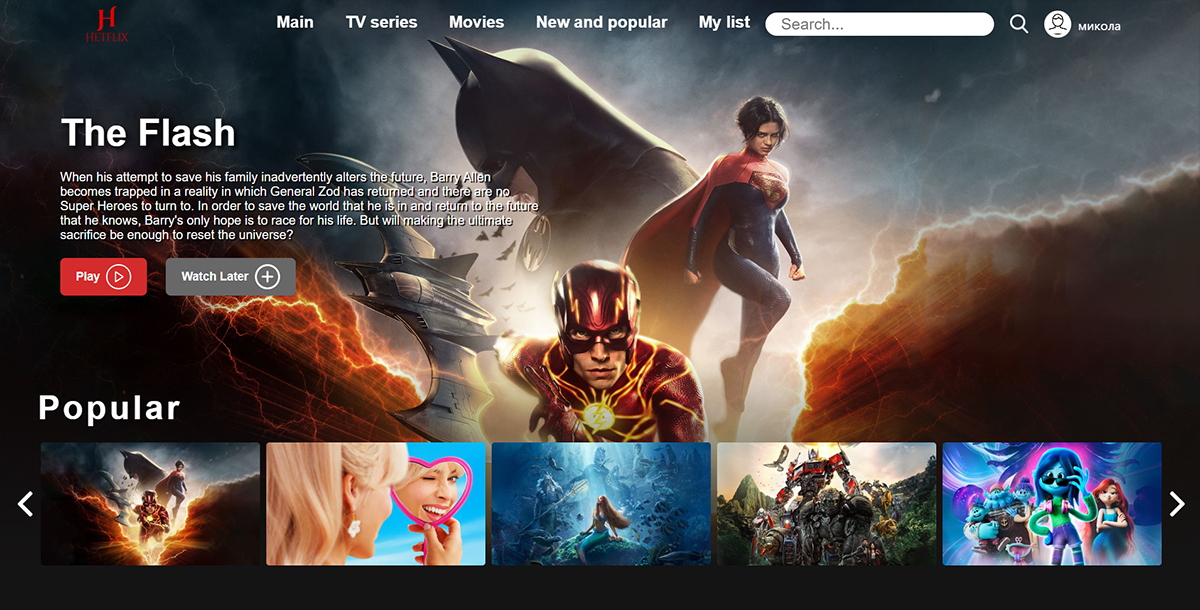 H
HETFLIX
Main TV series Movies New and popular My list Search... микола
The Flash
When his attempt to save his family inadvertently alters the future, Barry Allen
becomes trapped in a reality in which General Zod has returned and there are no
Super Heroes to turn to. In order to save the world that he is in and return to the future
that he knows, Barry's only hope is to race for his life. But will making the ultimate
sacrifice be enough to reset the universe?
Play Watch Later
Popular